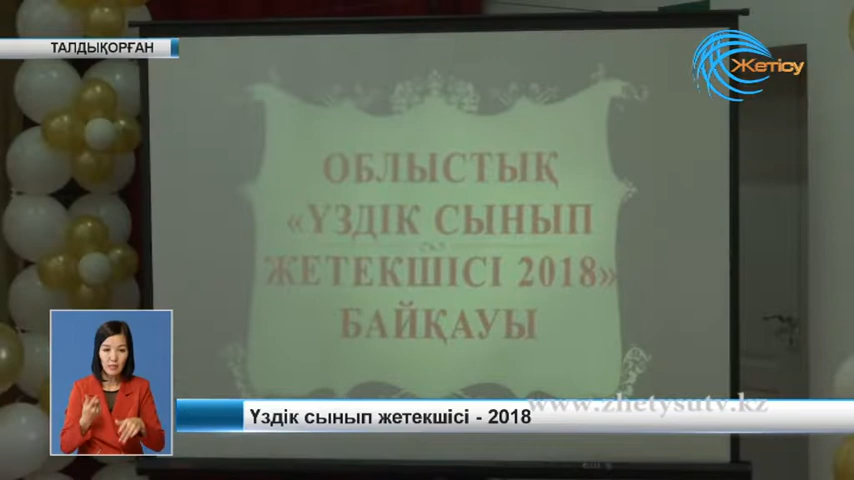 ТАЛДЫҚОРҒАН
Жетісу
ОБЛЫСТЫҚ
«ҮЗДІК СЫНЫП
ЖЕТЕКШІСІ 2018»
БАЙҚАУЫ
www.zhetysutv.kz
Үздік сынып жетекшісі - 2018